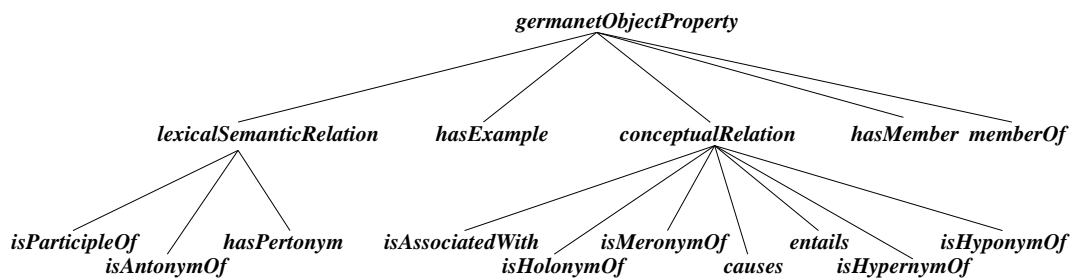 germanetObjectProperty
lexicalSemanticRelation hasExample conceptualRelation hasMember memberOf
isParticipleOf hasPertonym isAssociatedWith isMeronymOf entails isHyponymOf
isAntonymOf isHolonymOf causes isHypernymOf